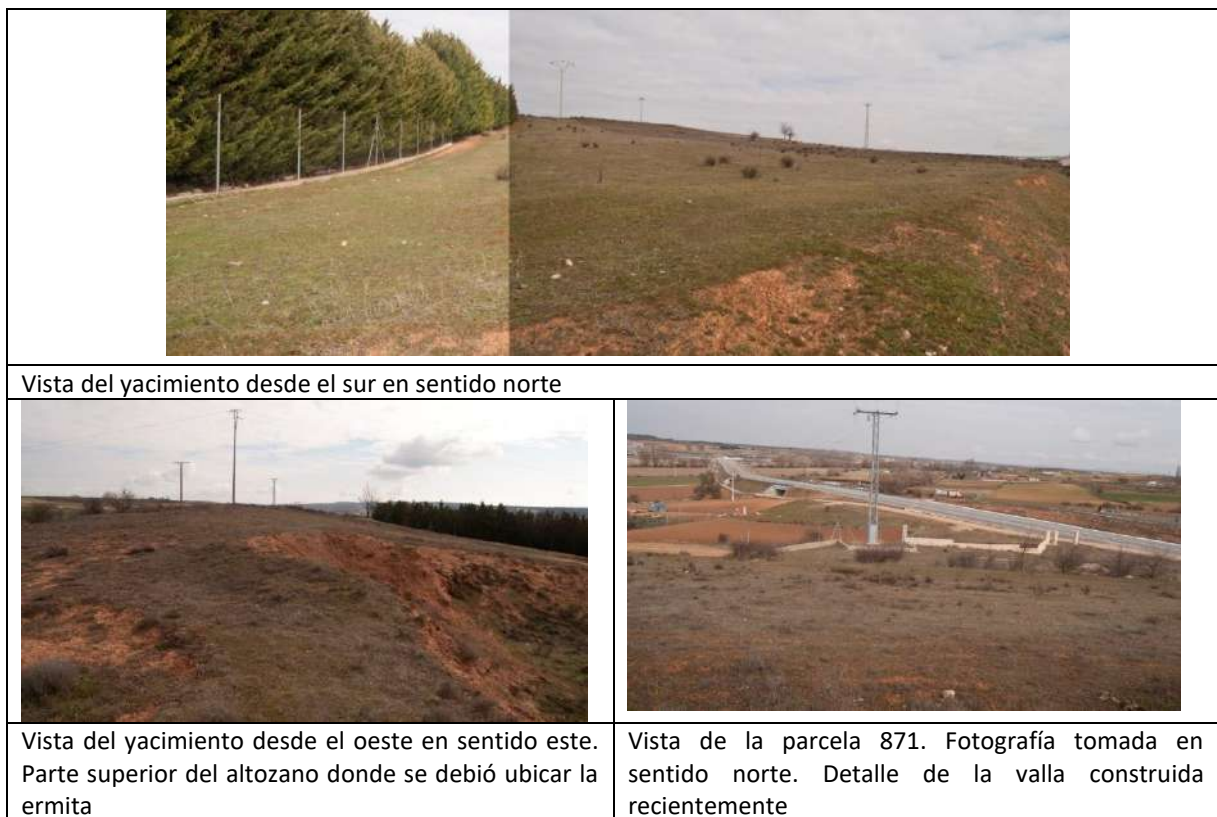 Vista del yacimiento desde el sur en sentido norte
Vista del yacimiento desde el oeste en sentido este.
Parte superior del altozano donde se debió ubicar la
ermita
Vista de la parcela 871. Fotografía tomada en
sentido norte. Detalle de la valla construida
recientemente